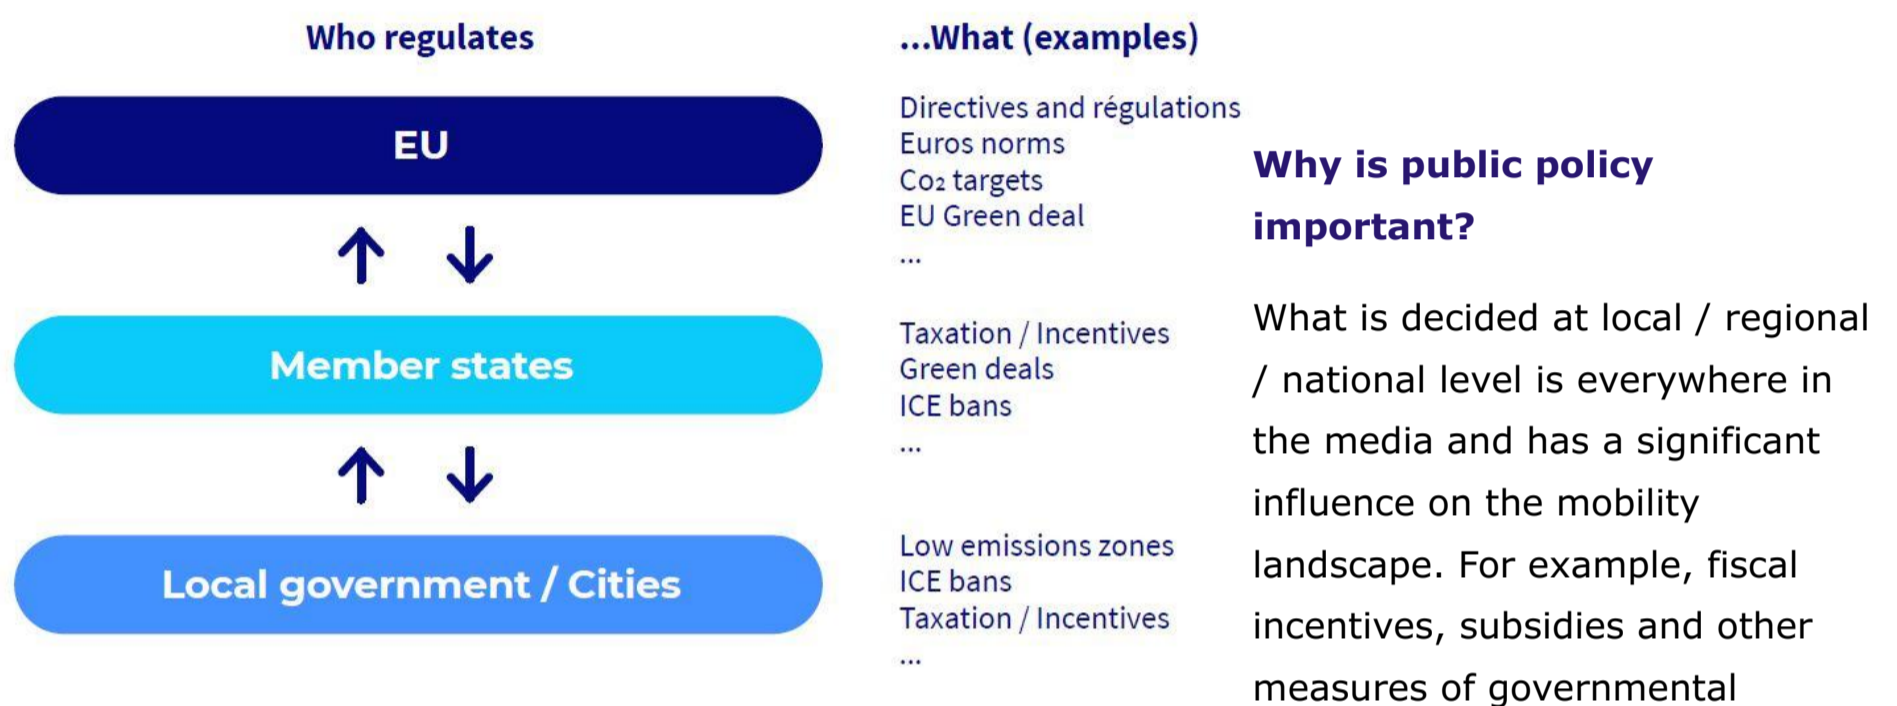 Who regulates
...What (examples)
EU
Directives and régulations
Euros norms
Co₂ targets
EU Green deal
...
Member states
Taxation / Incentives
Green deals
ICE bans
...
Local government / Cities
Low emissions zones
ICE bans
Taxation / Incentives
...
Why is public policy
important?
What is decided at local / regional
/ national level is everywhere in
the media and has a significant
influence on the mobility
landscape. For example, fiscal
incentives, subsidies and other
measures of governmental